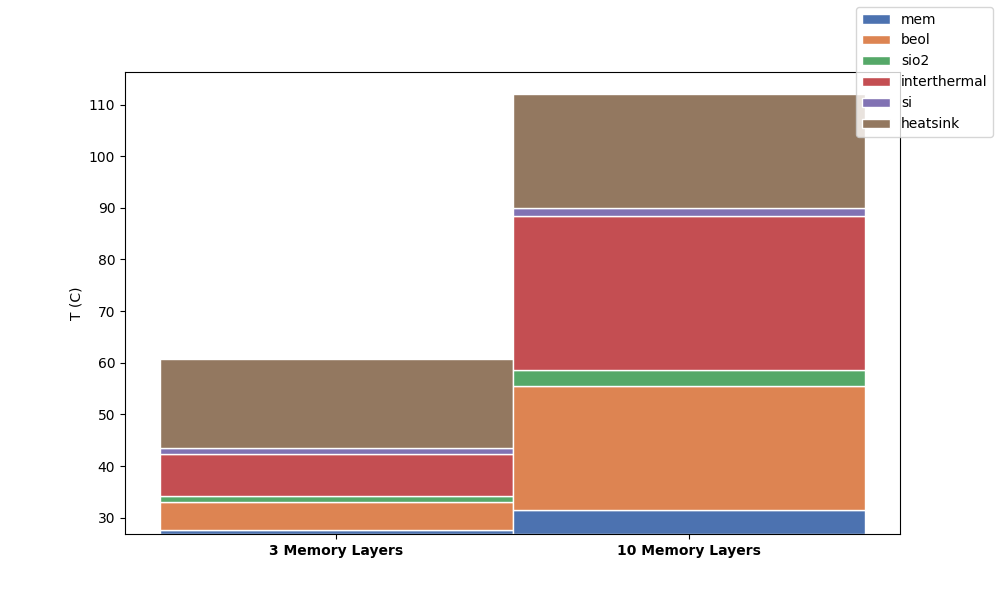 mem
beol
sio2
interthermal
si
heatsink
110
100
90
80
70
60
50
40
30
T (C)
3 Memory Layers
10 Memory Layers